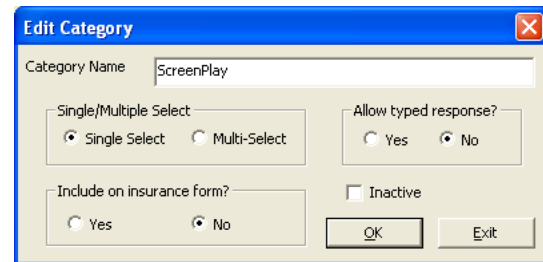 Edit Category
Category Name ScreenPlay
Single/Multiple Select
Single Select Multi-Select
Allow typed response?
Yes No
Include on insurance form?
Yes No
Inactive
OK Exit